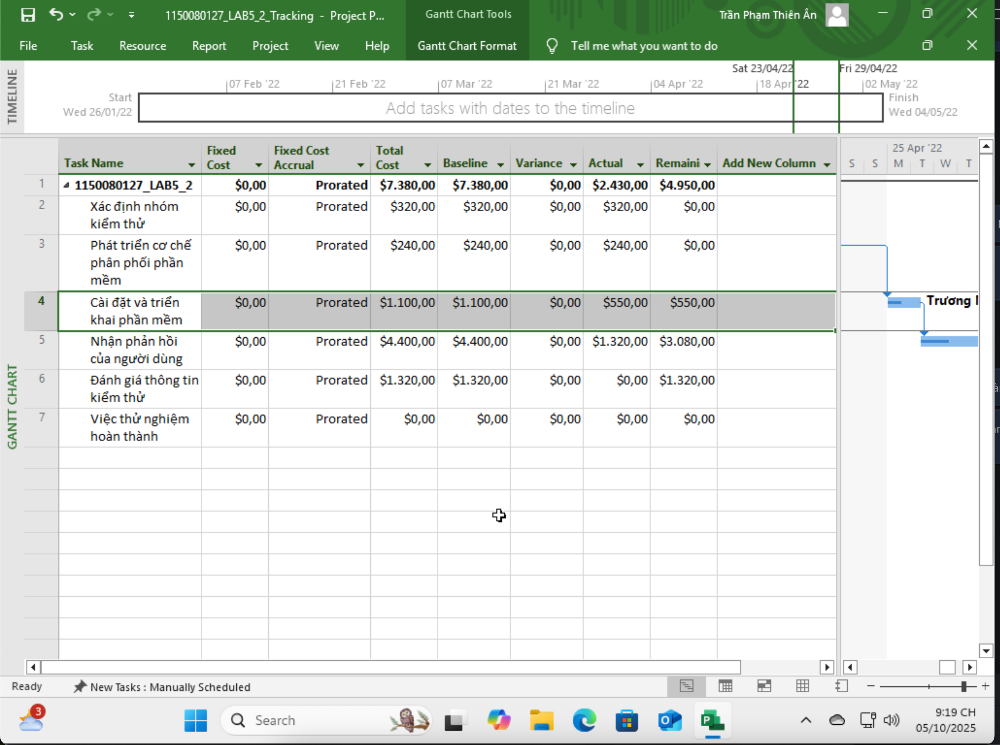 1150080127_LAB5_2_Tracking - Project P...
Gantt Chart Tools
Trần Phạm Thiên Ân
File
Task
Resource
Report
Project
View
Help
Gantt Chart Format
Tell me what you want to do
TIMELINE
Sat 23/04/22
Fri 29/04/22
07 Feb '22
21 Feb '22
07 Mar '22
21 Mar '22
04 Apr '22
18 Apr '22
02 May '22
Start
Wed 26/01/22
Add tasks with dates to the timeline
Finish
Wed 04/05/22
GANTT CHART
Task Name
Fixed
Cost
Fixed Cost
Accrual
Total
Cost
Baseline
Variance
Actual
Remaini
Add New Column
25 Apr '22
S S M T W T
1 1150080127_LAB5_2 $0,00 Prorated $7.380,00 $7.380,00 $0,00 $2.430,00 $4.950,00
2 Xác định nhóm $0,00 Prorated $320,00 $320,00 $0,00 $320,00 $0,00
kiểm thử
3 Phát triển cơ chế $0,00 Prorated $240,00 $240,00 $0,00 $240,00 $0,00
phân phối phần
mềm
4 Cài đặt và triển $0,00 Prorated $1.100,00 $1.100,00 $0,00 $550,00 $550,00
khai phần mềm
Trương
5 Nhận phản hồi $0,00 Prorated $4.400,00 $4.400,00 $0,00 $1.320,00 $3.080,00
của người dùng
6 Đánh giá thông tin $0,00 Prorated $1.320,00 $1.320,00 $0,00 $0,00 $1.320,00
kiểm thử
7 Việc thử nghiệm $0,00 Prorated $0,00 $0,00 $0,00 $0,00 $0,00
hoàn thành
Ready
New Tasks : Manually Scheduled
3
Search
9:19 CH
05/10/2025